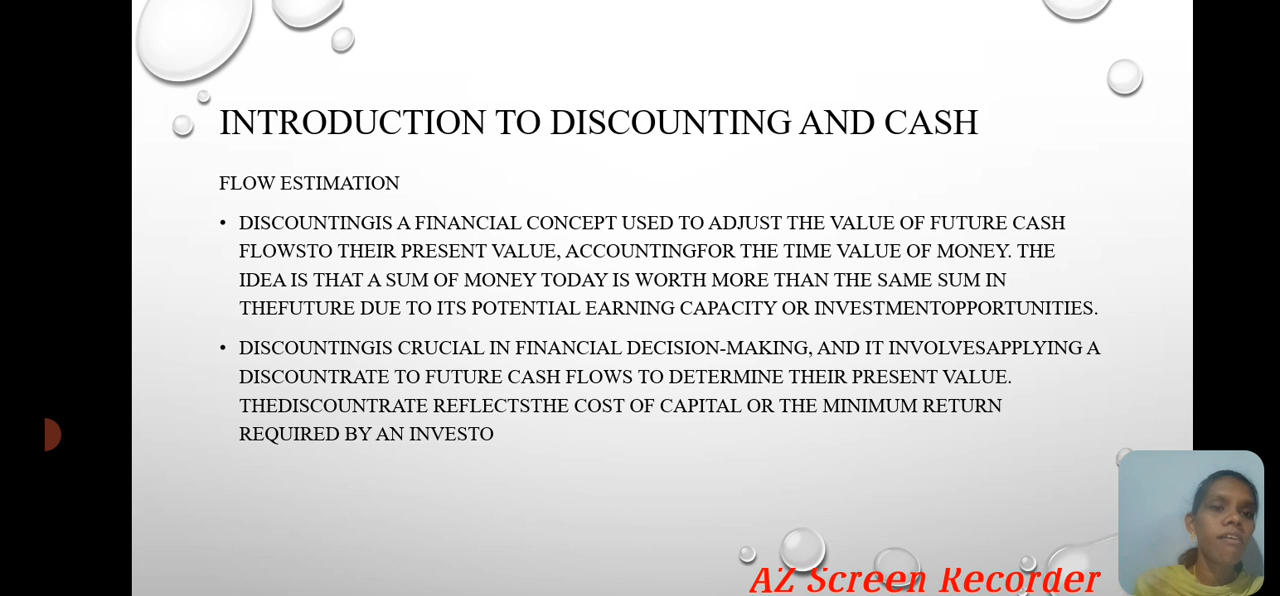 INTRODUCTION TO DISCOUNTING AND CASH
FLOW ESTIMATION
• DISCOUNTINGIS A FINANCIAL CONCEPT USED TO ADJUST THE VALUE OF FUTURE CASH
FLOWSTO THEIR PRESENT VALUE, ACCOUNTINGFOR THE TIME VALUE OF MONEY. THE
IDEA IS THAT A SUM OF MONEY TODAY IS WORTH MORE THAN THE SAME SUM IN
THEFUTURE DUE TO ITS POTENTIAL EARNING CAPACITY OR INVESTMENTOPPORTUNITIES.
• DISCOUNTINGIS CRUCIAL IN FINANCIAL DECISION-MAKING, AND IT INVOLVESAPPLYING A
DISCOUNTRATE TO FUTURE CASH FLOWS TO DETERMINE THEIR PRESENT VALUE.
THEDISCOUNTRATE REFLECTSTHE COST OF CAPITAL OR THE MINIMUM RETURN
REQUIRED BY AN INVESTO
AZ Screen Recorder